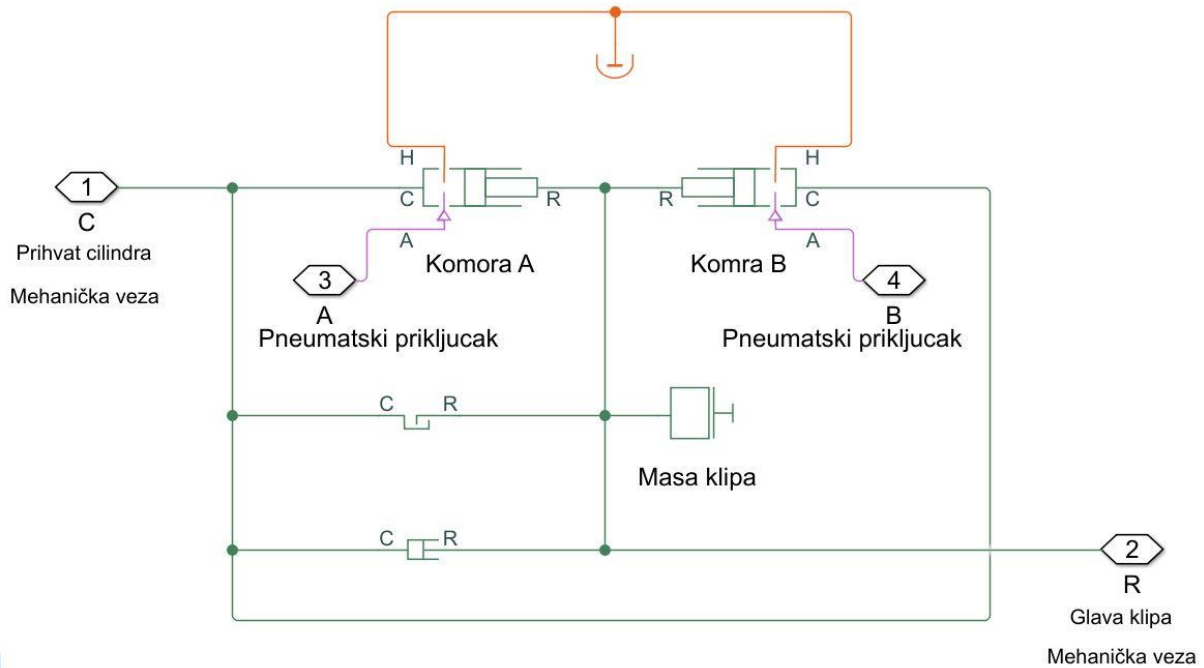 H
H
1
C
R
R
C
C
Prihvat cilindra
A
A
Komora A
Komra B
Mehanička veza
3
4
A
B
Pneumatski prikljucak
Pneumatski prikljucak
C
R
Masa klipa
C
R
2
R
Glava klipa
Mehanička veza